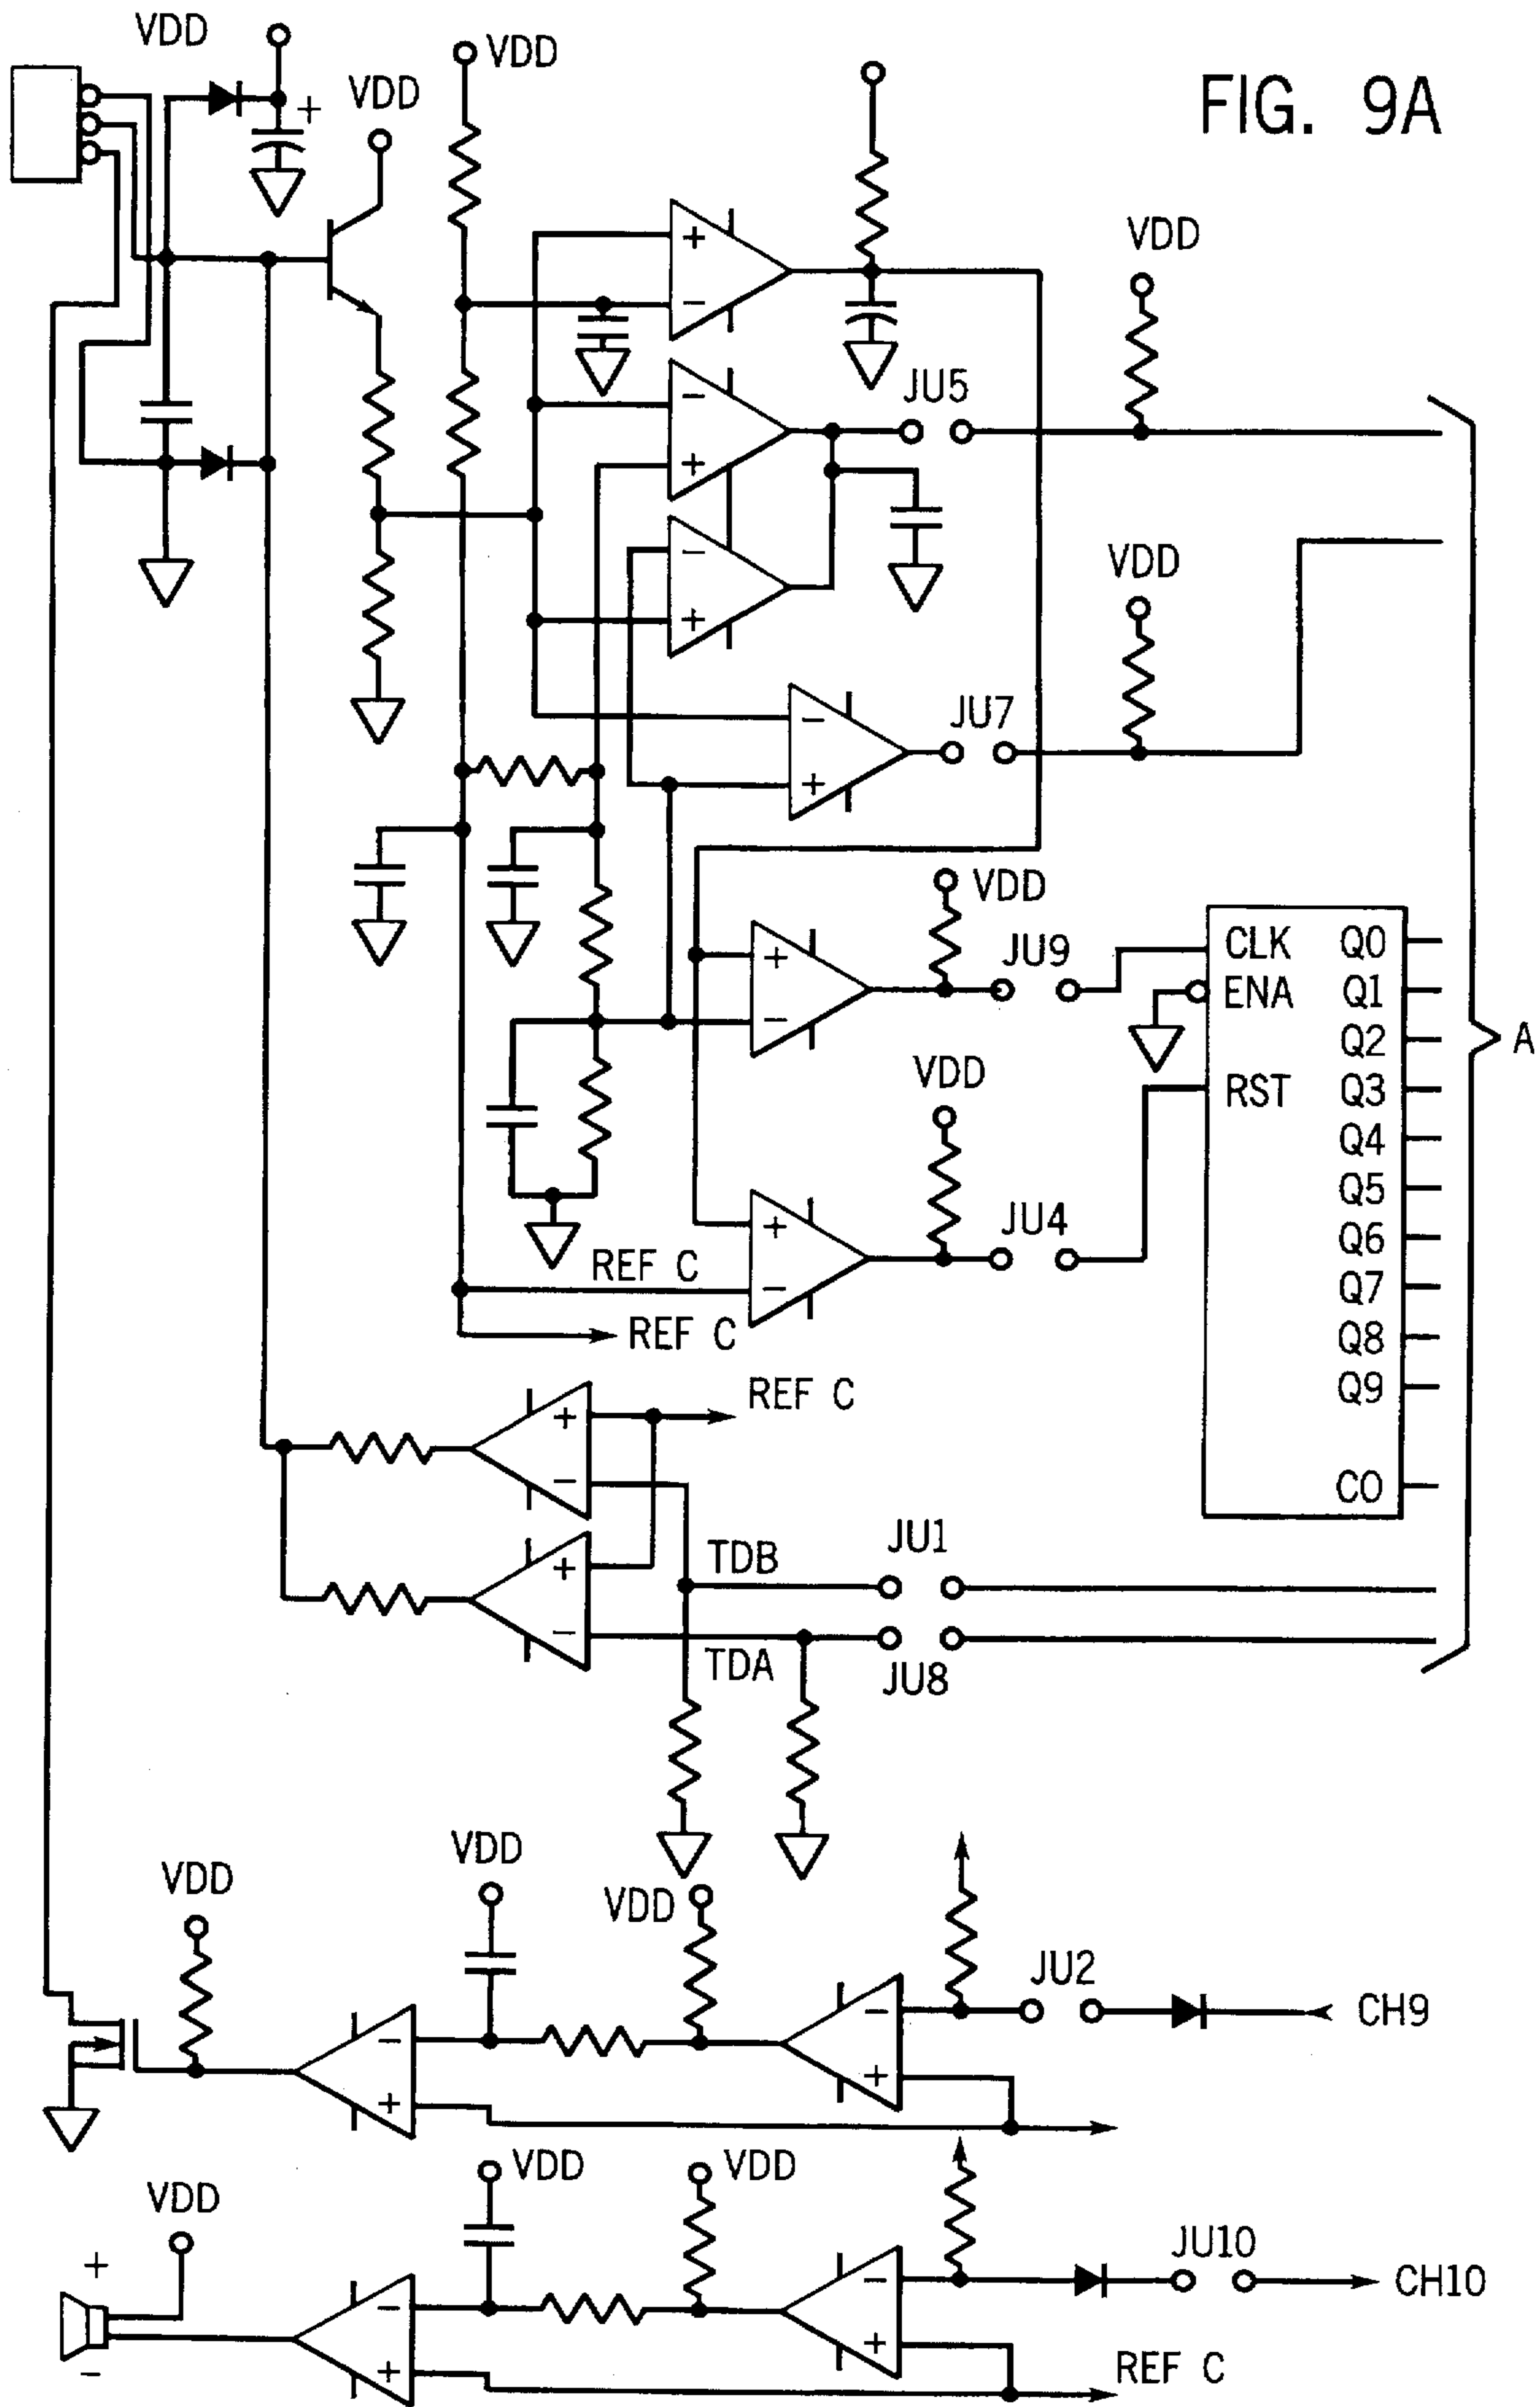 FIG. 9A
VDD
VDD
VDD
+
+
−
VDD
−
+
JU5
−
+
VDD
−
+
JU7
VDD
+
−
JU9
CLK
ENA
RST
Q0
Q1
Q2
Q3
Q4
Q5
Q6
Q7
Q8
Q9
CO
A
VDD
+
−
JU4
REF C
REF C
+
−
REF C
+
−
TDB
JU1
TDA
JU8
VDD
VDD
VDD
−
+
−
+
JU2
CH9
VDD
+
−
VDD
VDD
−
+
−
+
JU10
CH10
REF C